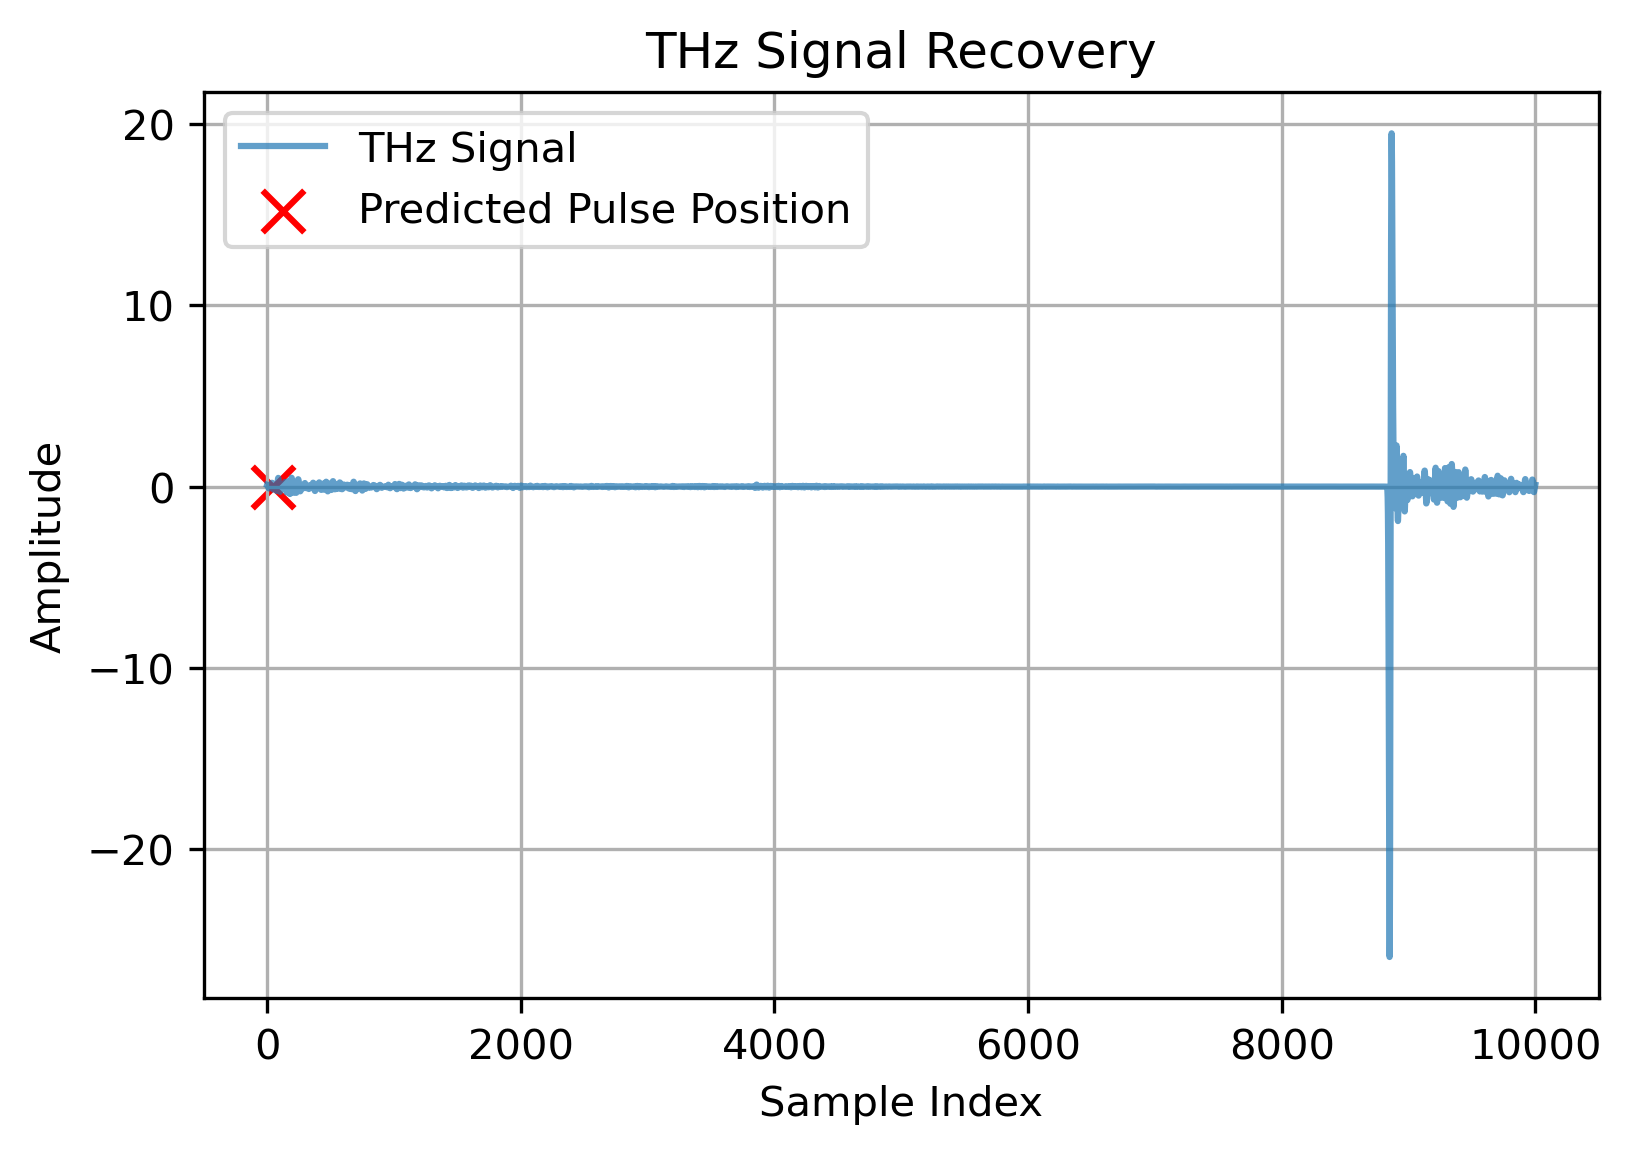 THz Signal Recovery
THz Signal
Predicted Pulse Position
20
10
0
−10
−20
Amplitude
0 2000 4000 6000 8000 10000
Sample Index